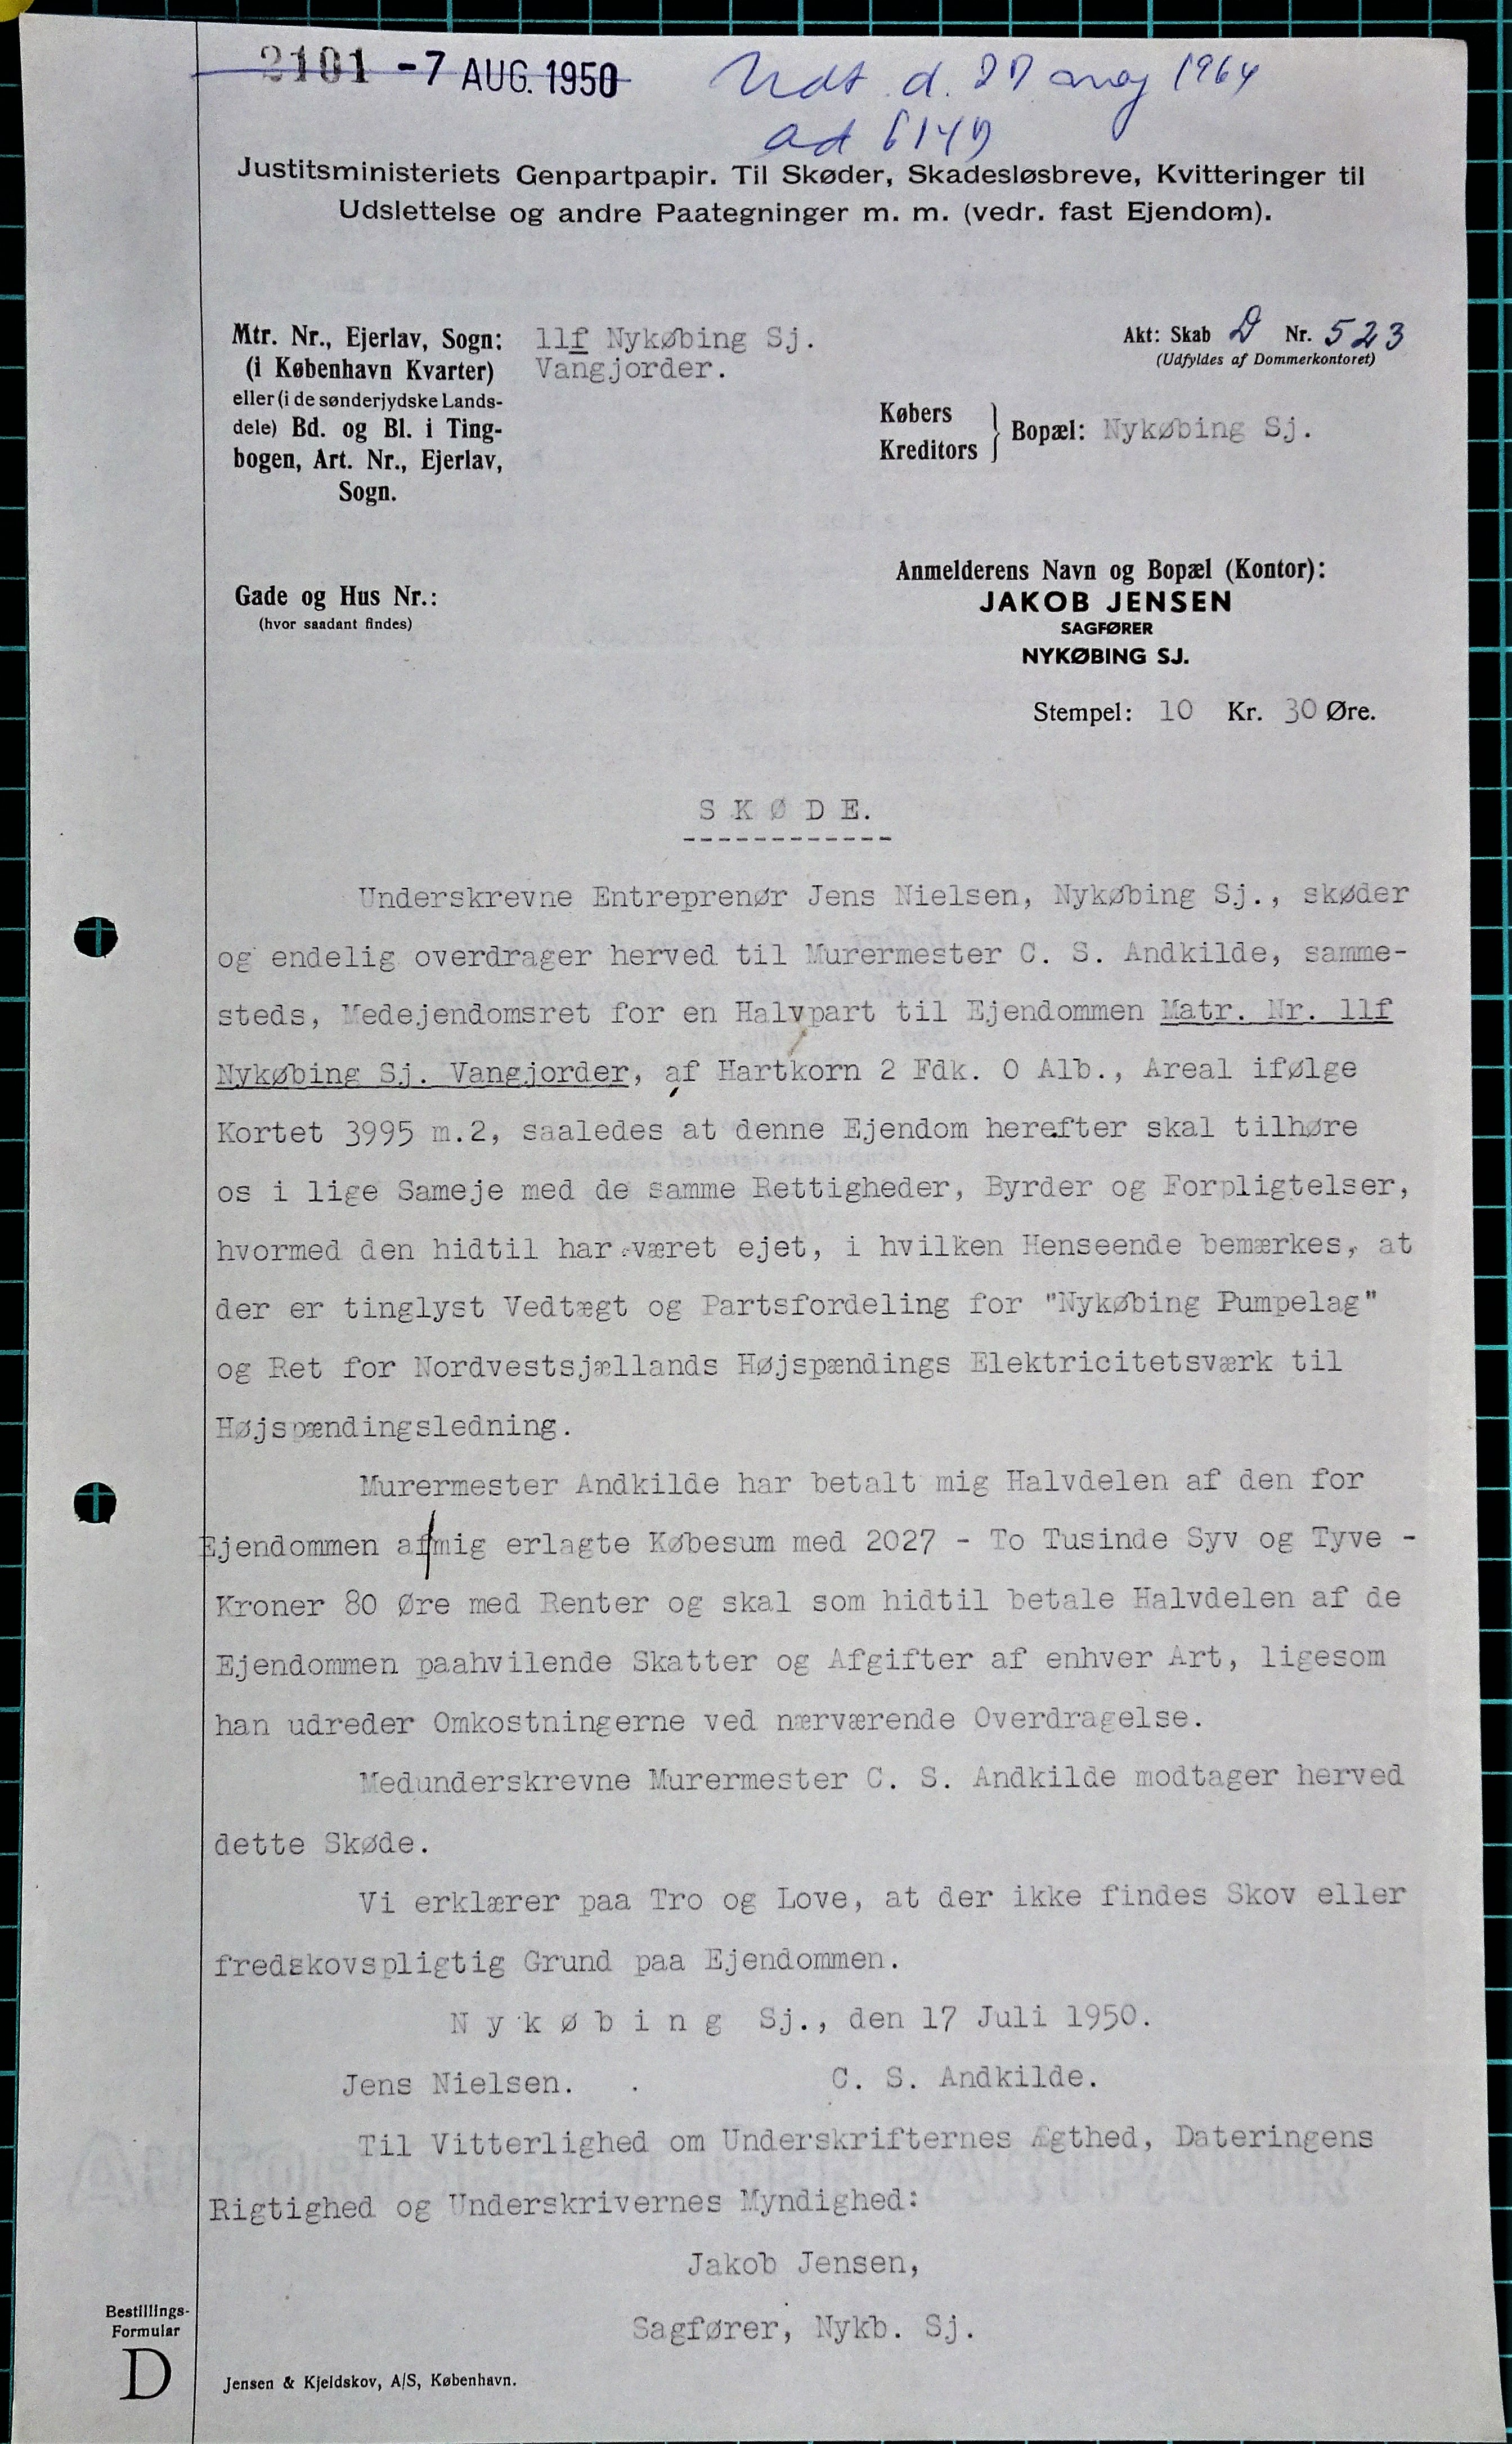 2101 -7 AUG. 1950 Udt d. 27 maj 1964
ad 6149
Justitsministeriets Genpartpapir. Til Skøder, Skadesløsbreve, Kvitteringer til
Udslettelse og andre Paategninger m. m. (vedr. fast Ejendom).
Mtr. Nr., Ejerlav, Sogn: 11f Nykøbing Sj.
(i København Kvarter) Vangjorder.
eller (i de sønderjydske Lands-
dele) Bd. og Bl. i Ting-
bogen, Art. Nr., Ejerlav,
Sogn.
Akt: Skab D Nr. 523
(Udfyldes af Dommerkontoret)
Købers
Kreditors } Bopæl: Nykøbing Sj.
Gade og Hus Nr.:
(hvor saadant findes)
Anmelderens Navn og Bopæl (Kontor):
JAKOB JENSEN
SAGFØRER
NYKØBING SJ.
Stempel: 10 Kr. 30 Øre.
S K Ø D E.
------------
Underskrevne Entreprenør Jens Nielsen, Nykøbing Sj., skøder
og endelig overdrager herved til Murermester C. S. Andkilde, samme-
steds, Medejendomsret for en Halvpart til Ejendommen Matr. Nr. 11f
Nykøbing Sj. Vangjorder, af Hartkorn 2 Fdk. 0 Alb., Areal ifølge
Kortet 3995 m.2, saaledes at denne Ejendom herefter skal tilhøre
os i lige Sameje med de samme Rettigheder, Byrder og Forpligtelser,
hvormed den hidtil har været ejet, i hvilken Henseende bemærkes, at
der er tinglyst Vedtægt og Partsfordeling for "Nykøbing Pumpelag"
og Ret for Nordvestsjællands Højspændings Elektricitetsværk til
Højspændingsledning.
Murermester Andkilde har betalt mig Halvdelen af den for
Ejendommen af mig erlagte Købesum med 2027 - To Tusinde Syv og Tyve -
Kroner 80 Øre med Renter og skal som hidtil betale Halvdelen af de
Ejendommen paahvilende Skatter og Afgifter af enhver Art, ligesom
han udreder Omkostningerne ved nærværende Overdragelse.
Medunderskrevne Murermester C. S. Andkilde modtager herved
dette Skøde.
Vi erklærer paa Tro og Love, at der ikke findes Skov eller
fredskovspligtig Grund paa Ejendommen.
N y k ø b i n g Sj., den 17 Juli 1950.
Jens Nielsen. C. S. Andkilde.
Til Vitterlighed om Underskrifternes Ægthed, Dateringens
Rigtighed og Underskrivernes Myndighed:
Jakob Jensen,
Sagfører, Nykb. Sj.
Bestillings-
Formular
D
Jensen & Kjeldskov, A/S, København.